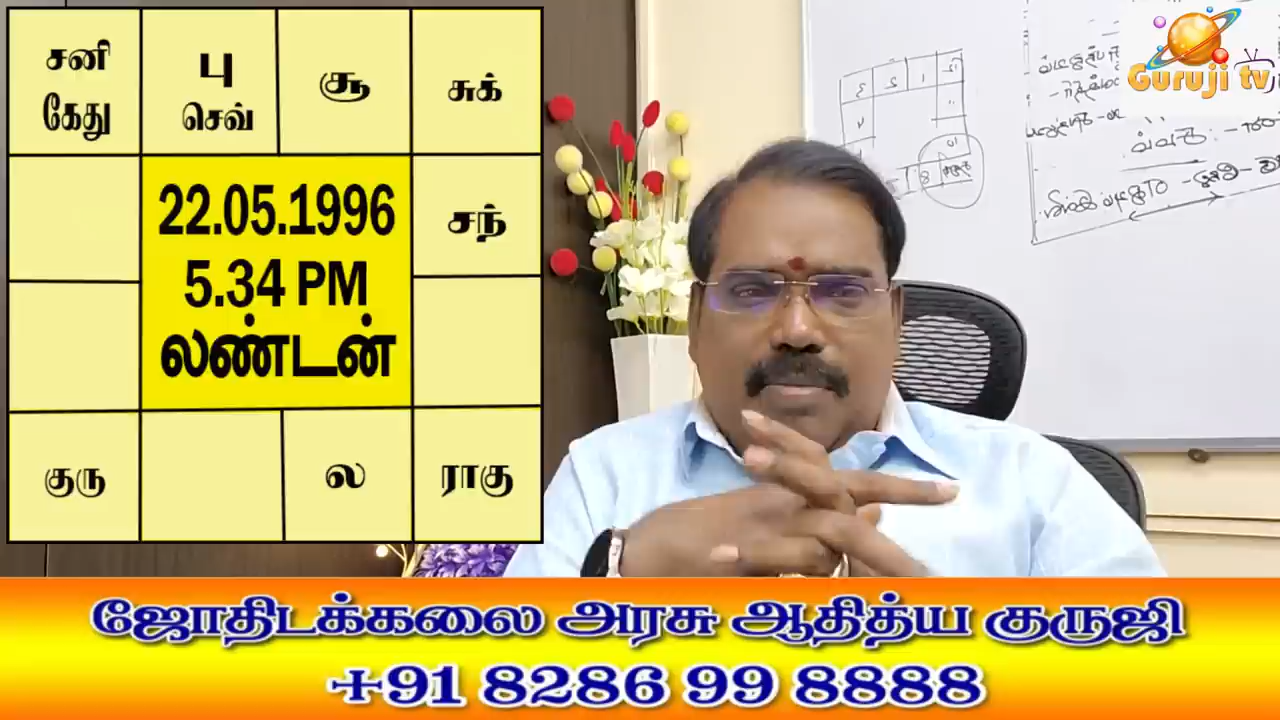 சனி
கேது
பு
செவ்
சூ
சுக்
22.05.1996
5.34 PM
லண்டன்
சந்
குரு
ல
ராகு
Guruji tv
ஜோதிடக்கலை அரசு ஆதித்ய குருஜி
+91 8286 99 8888